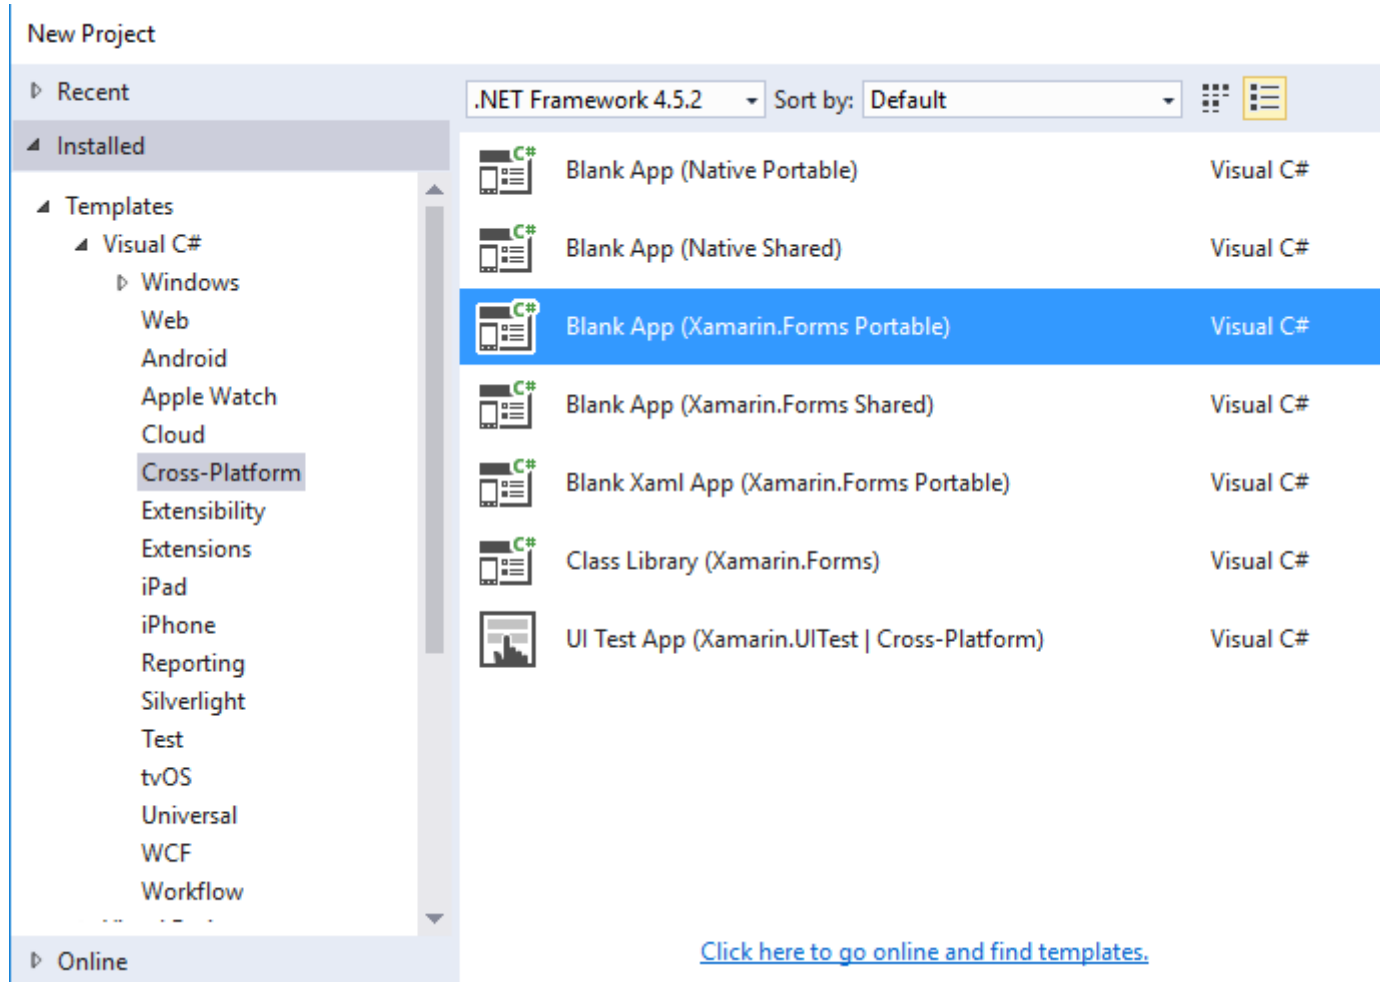 New Project
Recent
.NET Framework 4.5.2 Sort by: Default
Installed
Templates
Visual C#
Windows
Web
Android
Apple Watch
Cloud
Cross-Platform
Extensibility
Extensions
iPad
iPhone
Reporting
Silverlight
Test
tvOS
Universal
WCF
Workflow
Online
C# Blank App (Native Portable) Visual C#
C# Blank App (Native Shared) Visual C#
C# Blank App (Xamarin.Forms Portable) Visual C#
C# Blank App (Xamarin.Forms Shared) Visual C#
C# Blank Xaml App (Xamarin.Forms Portable) Visual C#
C# Class Library (Xamarin.Forms) Visual C#
UI Test App (Xamarin.UITest | Cross-Platform) Visual C#
Click here to go online and find templates.